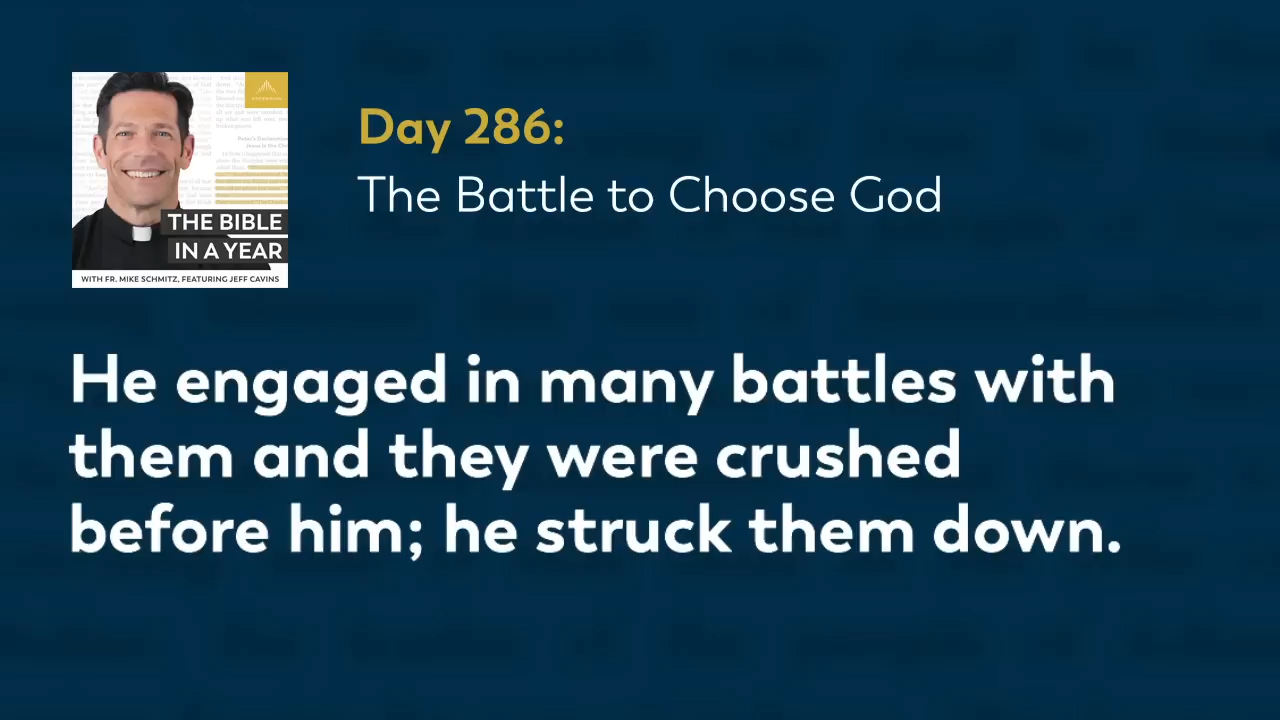 Day 286:
The Battle to Choose God
THE BIBLE
IN A YEAR
WITH FR. MIKE SCHMITZ, FEATURING JEFF CAVINS
He engaged in many battles with
them and they were crushed
before him; he struck them down.